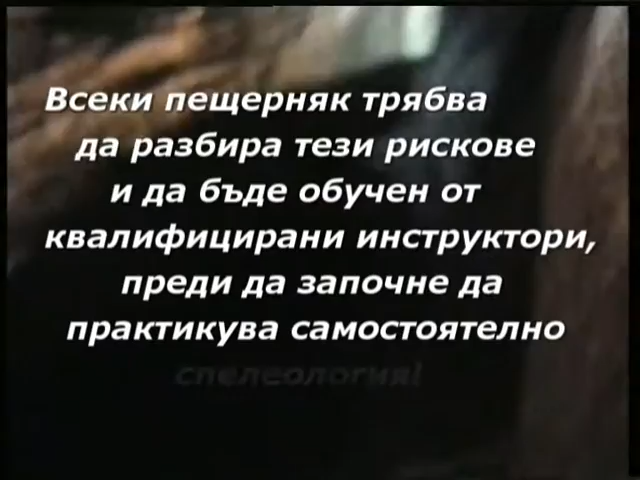 Всеки пещерняк трябва
да разбира тези рискове
и да бъде обучен от
квалифицирани инструктори,
преди да започне да
практикува самостоятелно
спелеология!